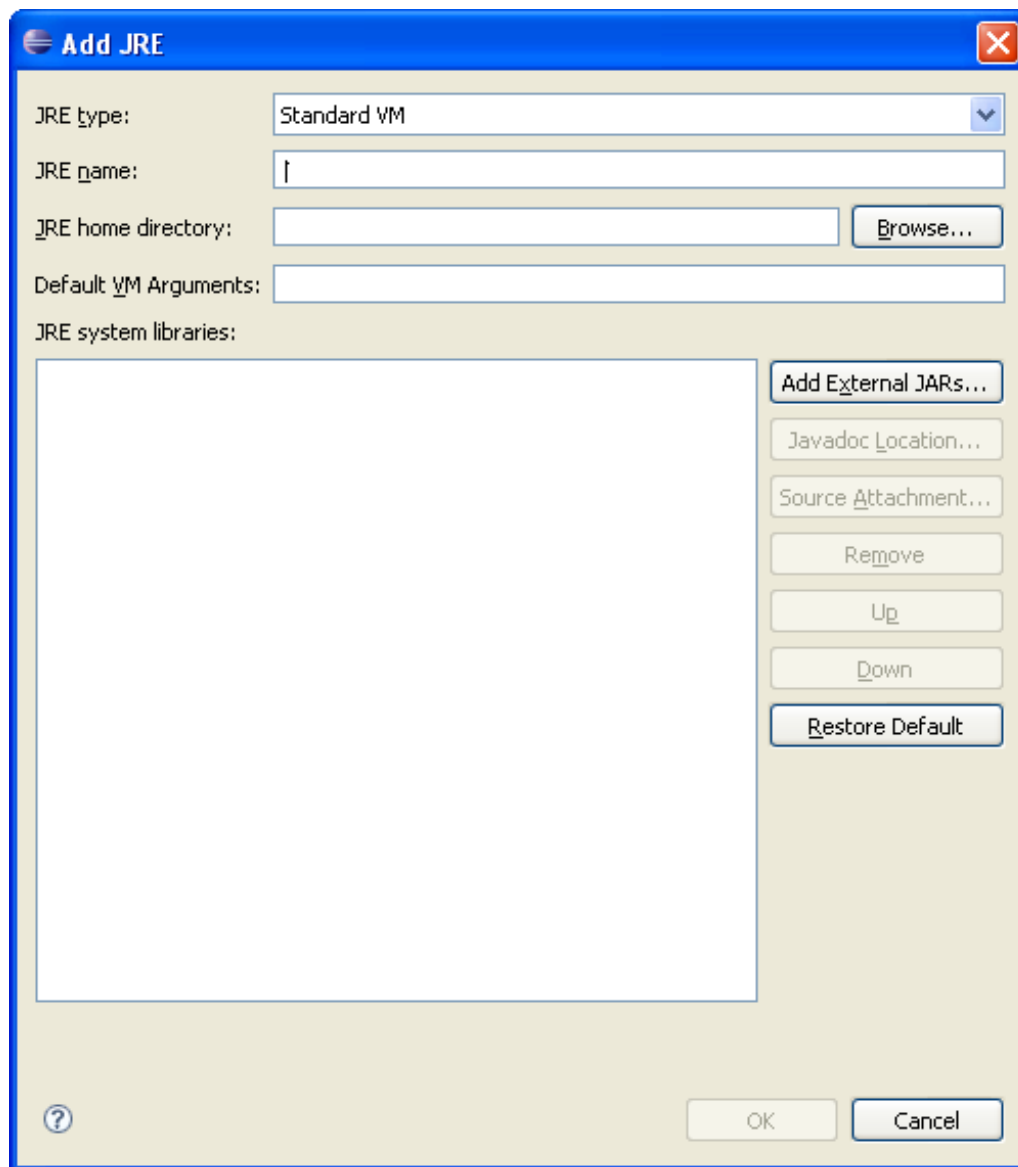 Add JRE
JRE type:
Standard VM
JRE name:
JRE home directory:
Browse...
Default VM Arguments:
JRE system libraries:
Add External JARs...
Javadoc Location...
Source Attachment...
Remove
Up
Down
Restore Default
?
OK
Cancel